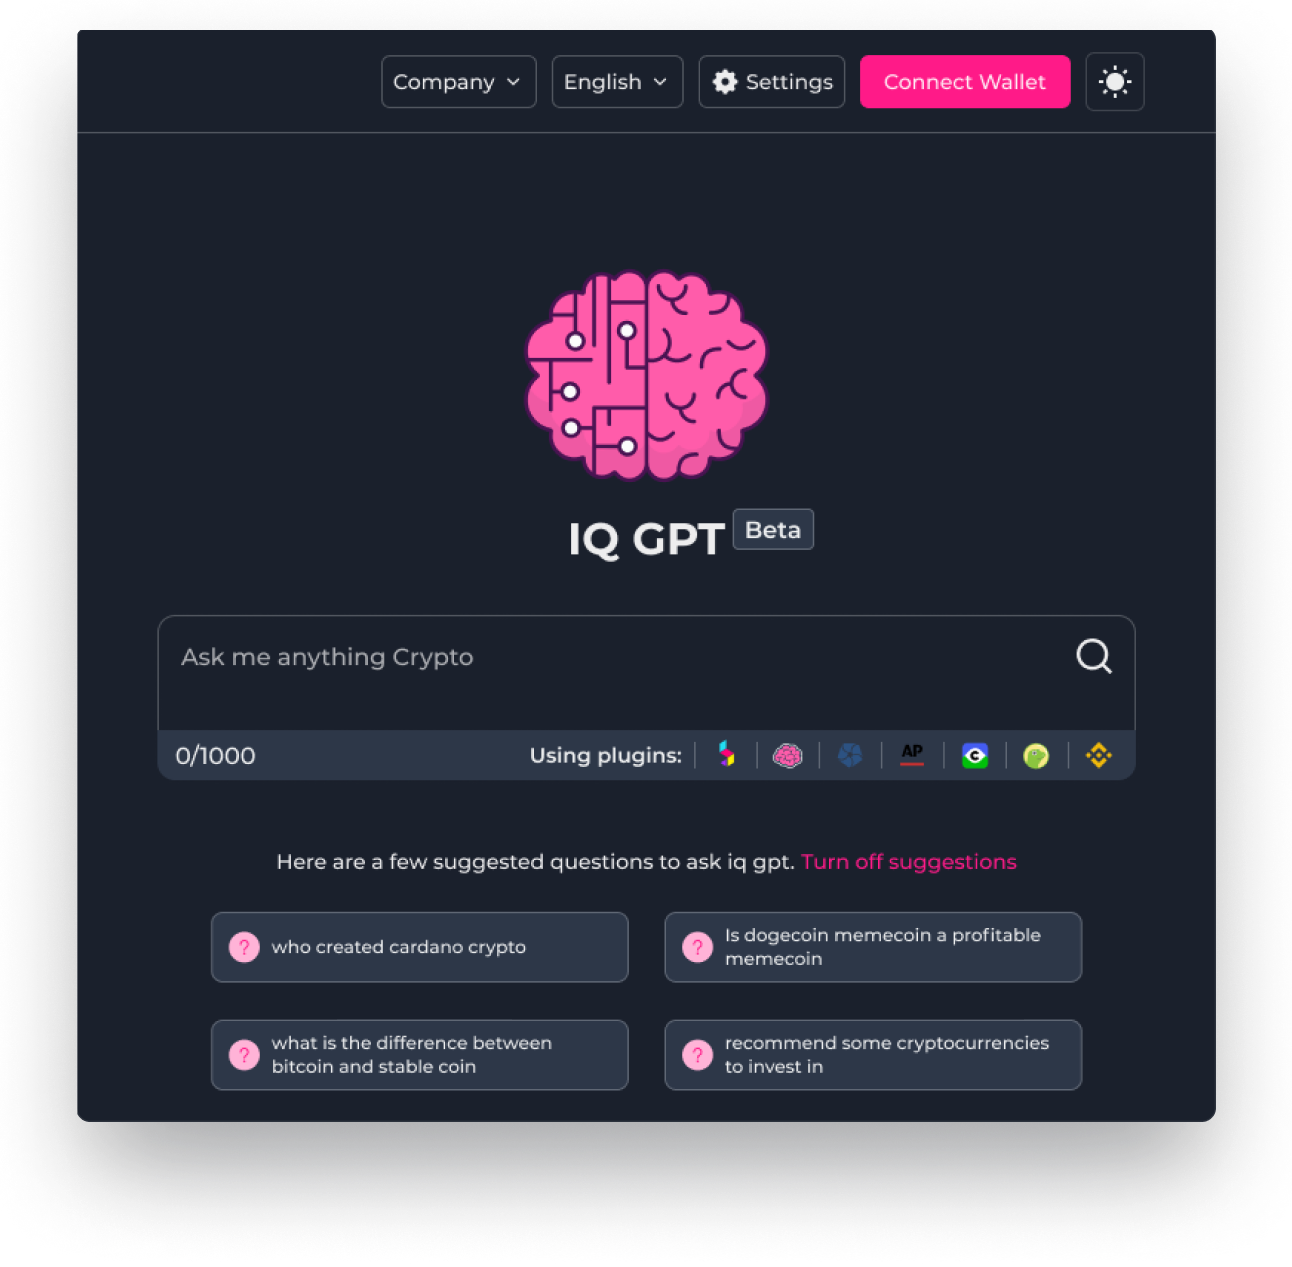 Company English Settings Connect Wallet
IQ GPT Beta
Ask me anything Crypto
0/1000 Using plugins: AP
Here are a few suggested questions to ask iq gpt. Turn off suggestions
? who created cardano crypto
? Is dogecoin memecoin a profitable
memecoin
? what is the difference between
bitcoin and stable coin
? recommend some cryptocurrencies
to invest in